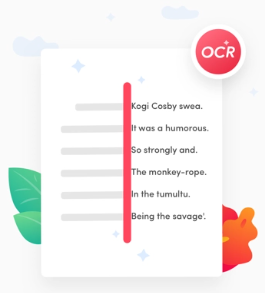 OCR
Kogi Cosby swea.
It was a humorous.
So strongly and.
The monkey-rope.
In the tumultu.
Being the savage'.